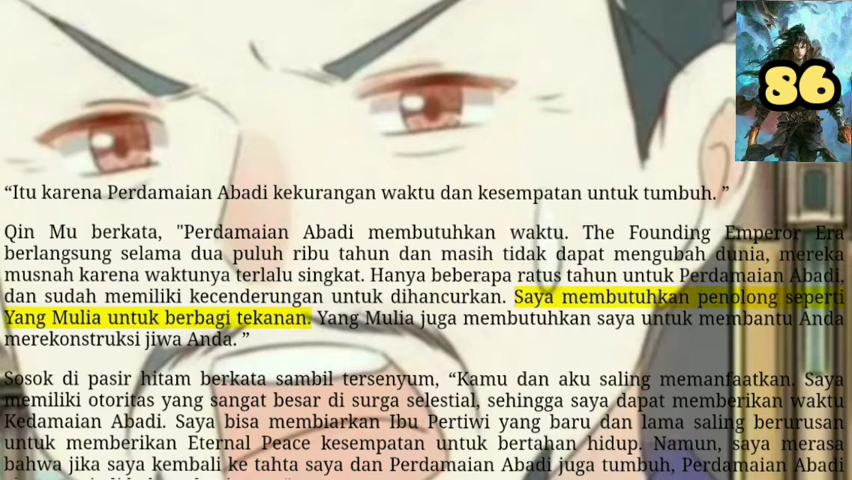 86
“Itu karena Perdamaian Abadi kekurangan waktu dan kesempatan untuk tumbuh. ”
Qin Mu berkata, "Perdamaian Abadi membutuhkan waktu. The Founding Emperor Era
berlangsung selama dua puluh ribu tahun dan masih tidak dapat mengubah dunia, mereka
musnah karena waktunya terlalu singkat. Hanya beberapa ratus tahun untuk Perdamaian Abadi,
dan sudah memiliki kecenderungan untuk dihancurkan. Saya membutuhkan penolong seperti
Yang Mulia untuk berbagi tekanan. Yang Mulia juga membutuhkan saya untuk membantu Anda
merekonstruksi jiwa Anda. ”
Sosok di pasir hitam berkata sambil tersenyum, “Kamu dan aku saling memanfaatkan. Saya
memiliki otoritas yang sangat besar di surga selestial, sehingga saya dapat memberikan waktu
Kedamaian Abadi. Saya bisa membiarkan Ibu Pertiwi yang baru dan lama saling berurusan
untuk memberikan Eternal Peace kesempatan untuk bertahan hidup. Namun, saya merasa
bahwa jika saya kembali ke tahta saya dan Perdamaian Abadi juga tumbuh, Perdamaian Abadi